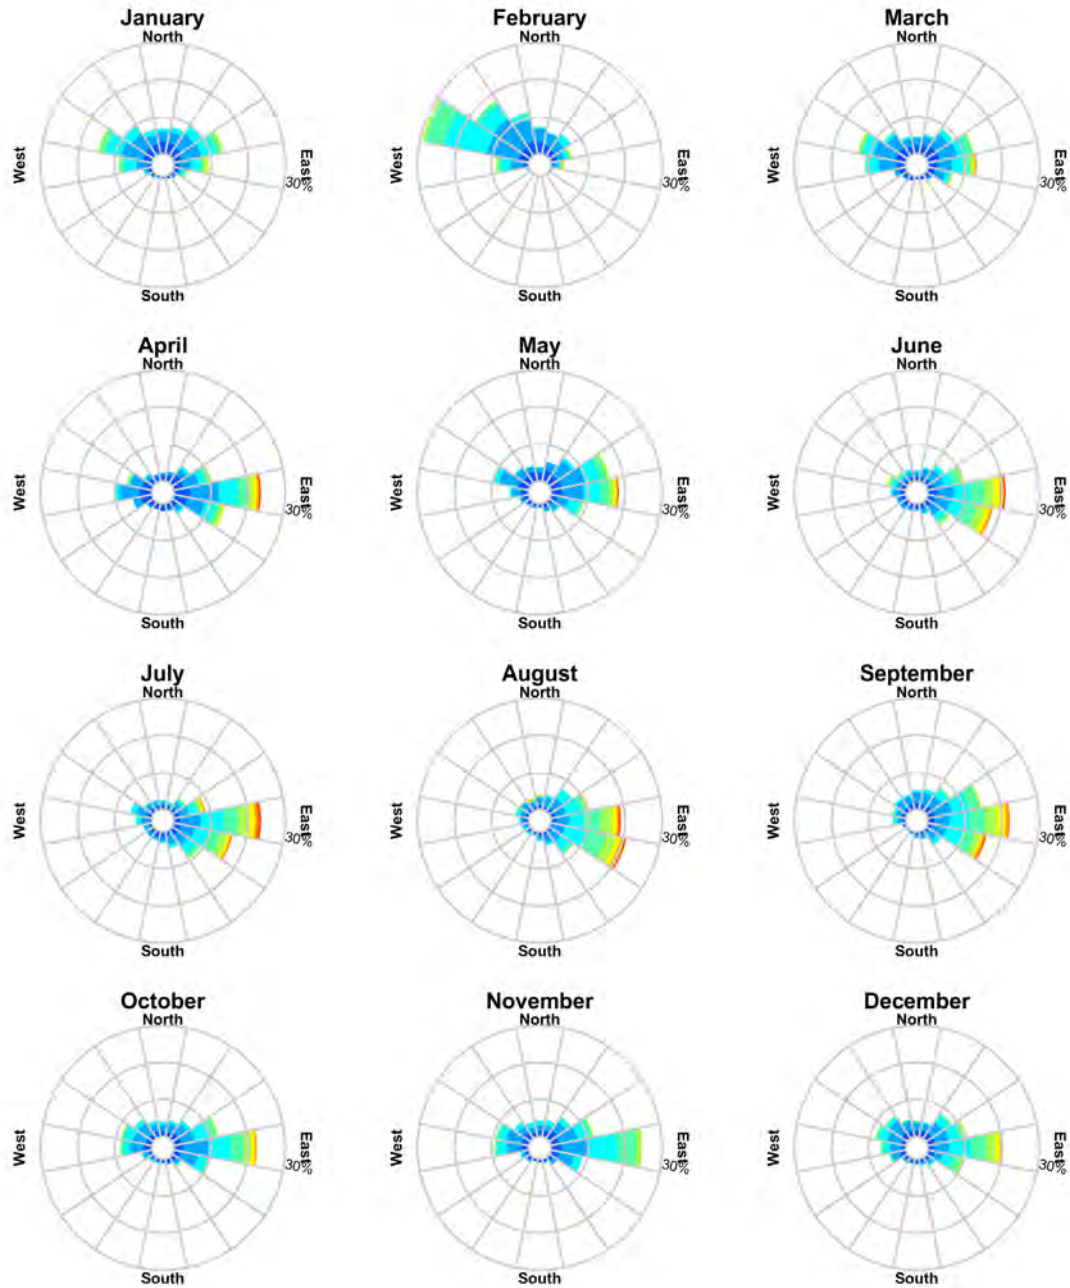 January
North
West
East
30%
South
February
North
West
East
30%
South
March
North
West
East
30%
South
April
North
West
East
30%
South
May
North
West
East
30%
South
June
North
West
East
30%
South
July
North
West
East
30%
South
August
North
West
East
30%
South
September
North
West
East
30%
South
October
North
West
East
30%
South
November
North
West
East
30%
South
December
North
West
East
30%
South